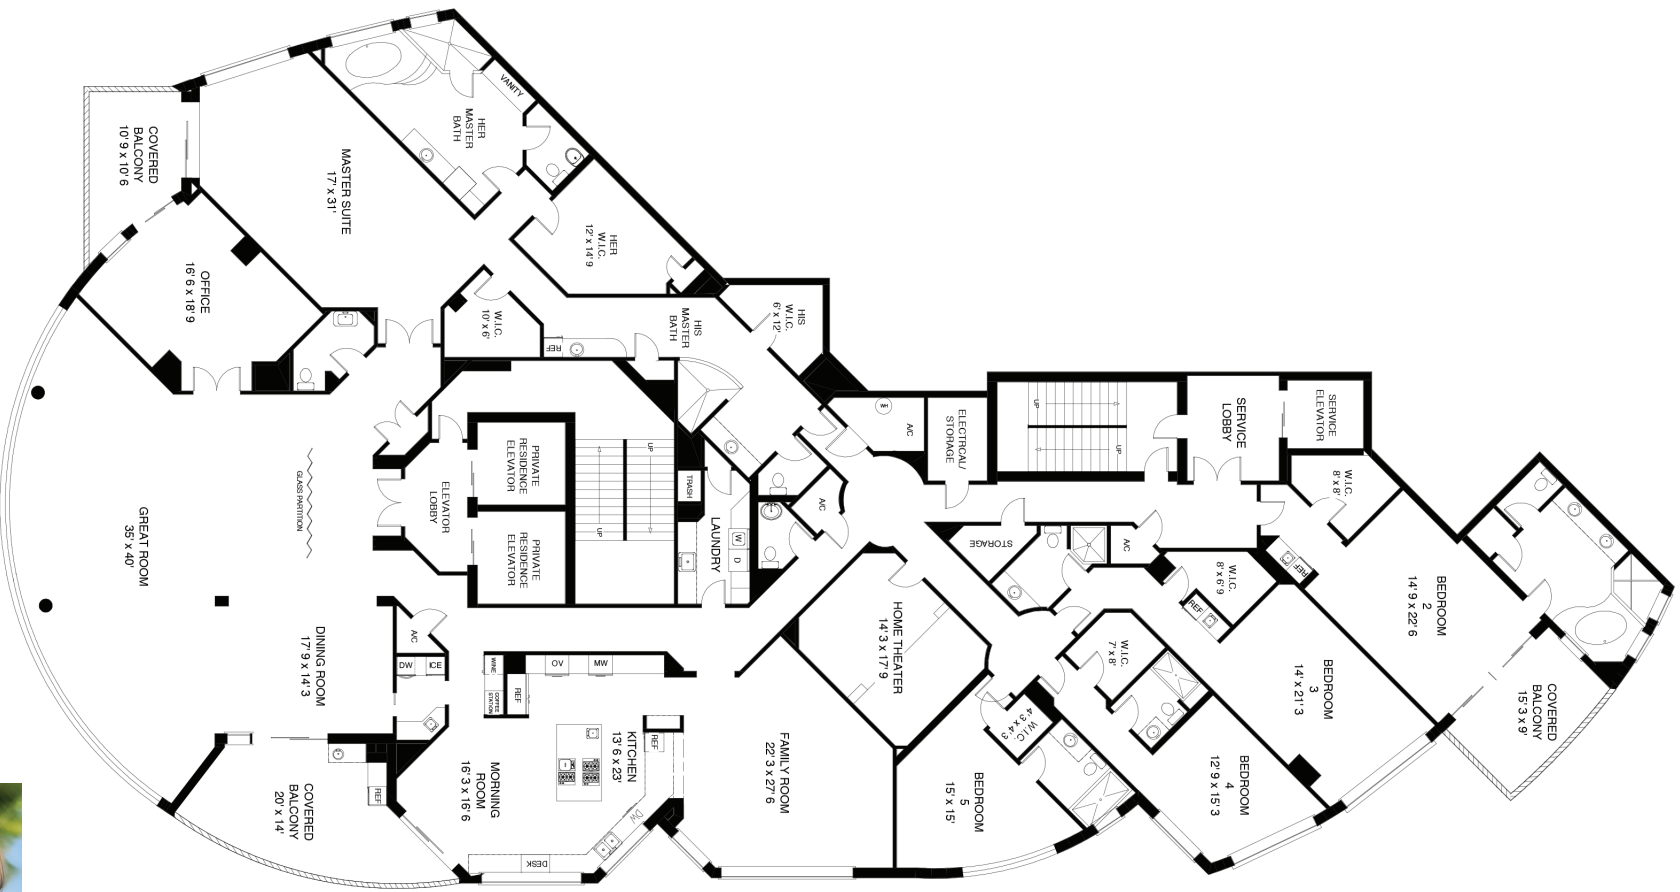 VANITY
HER
MASTER
BATH
COVERED
BALCONY
10' 9 x 10' 6
MASTER SUITE
17' x 31'
HER
W.I.C.
12' x 14' 9
OFFICE
16' 6 x 18' 9
W.I.C.
10' x 6'
REF
HIS
MASTER
BATH
HIS
W.I.C.
6' x 12'
WH
A/C
ELECTRICAL/
STORAGE
UP
UP
SERVICE
LOBBY
SERVICE
ELEVATOR
W.I.C.
8' x 8'
PRIVATE
RESIDENCE
ELEVATOR
UP
UP
TRASH
A/C
GLASS PARTITION
ELEVATOR
LOBBY
PRIVATE
RESIDENCE
ELEVATOR
LAUNDRY
W
D
STORAGE
A/C
REF
W.I.C.
8' x 6' 9
REF
BEDROOM
2
14' 9 x 22' 6
GREAT ROOM
35' x 40'
DINING ROOM
17' 9 x 14' 3
A/C
DW
ICE
WINE
COFFEE
STATION
REF
OV
MW
HOME THEATER
14' 3 x 17' 9
W.I.C.
7' x 8'
BEDROOM
3
14' x 21' 3
COVERED
BALCONY
15' 3 x 9'
W.I.C.
4' 3 x 4' 3
KITCHEN
13' 6 x 23'
REF
FAMILY ROOM
22' 3 x 27' 6
BEDROOM
4
12' 9 x 15' 3
BEDROOM
5
15' x 15'
MORNING
ROOM
16' 3 x 16' 6
COVERED
BALCONY
20' x 14'
REF
DW
DESK